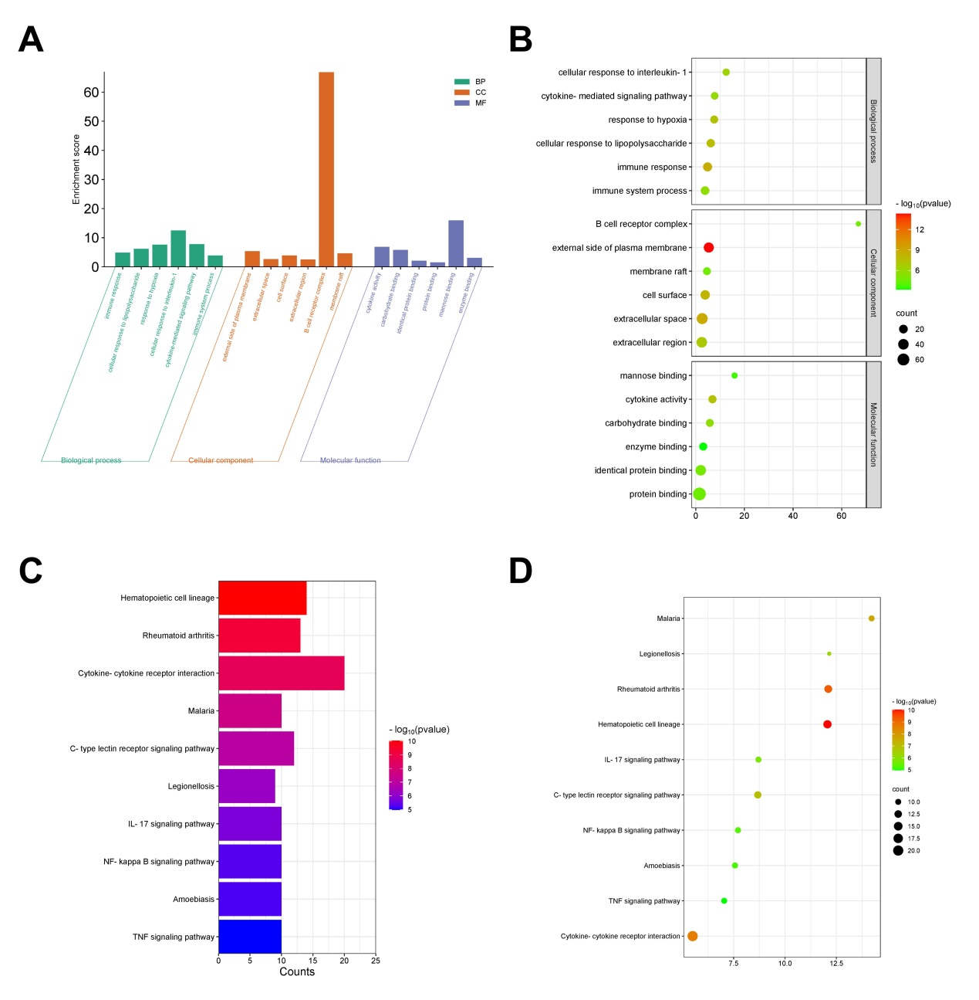 A
60
50
40
30
20
10
0
Enrichment score
BP
CC
MF
immune response
cellular response to lipopolysaccharide
response to hypoxia
cellular response to interleukin-1
cytokine-mediated signaling pathway
immune system process
external side of plasma membrane
extracellular space
cell surface
extracellular region
B cell receptor complex
membrane raft
cytokine activity
carbohydrate binding
identical protein binding
protein binding
mannose binding
enzyme binding
Biological process
Cellular component
Molecular function
B
cellular response to interleukin- 1
cytokine- mediated signaling pathway
response to hypoxia
cellular response to lipopolysaccharide
immune response
immune system process
Biological process
B cell receptor complex
external side of plasma membrane
membrane raft
cell surface
extracellular space
extracellular region
Cellular component
mannose binding
cytokine activity
carbohydrate binding
enzyme binding
identical protein binding
protein binding
Molecular function
0 20 40 60
- log10(pvalue)
12
9
6
count
20
40
60
C
Hematopoietic cell lineage
Rheumatoid arthritis
Cytokine- cytokine receptor interaction
Malaria
C- type lectin receptor signaling pathway
Legionellosis
IL- 17 signaling pathway
NF- kappa B signaling pathway
Amoebiasis
TNF signaling pathway
0 5 10 15 20 25
Counts
- log10(pvalue)
10
9
8
7
6
5
D
Malaria
Legionellosis
Rheumatoid arthritis
Hematopoietic cell lineage
IL- 17 signaling pathway
C- type lectin receptor signaling pathway
NF- kappa B signaling pathway
Amoebiasis
TNF signaling pathway
Cytokine- cytokine receptor interaction
7.5 10.0 12.5
- log10(pvalue)
10
9
8
7
6
5
count
10.0
12.5
15.0
17.5
20.0